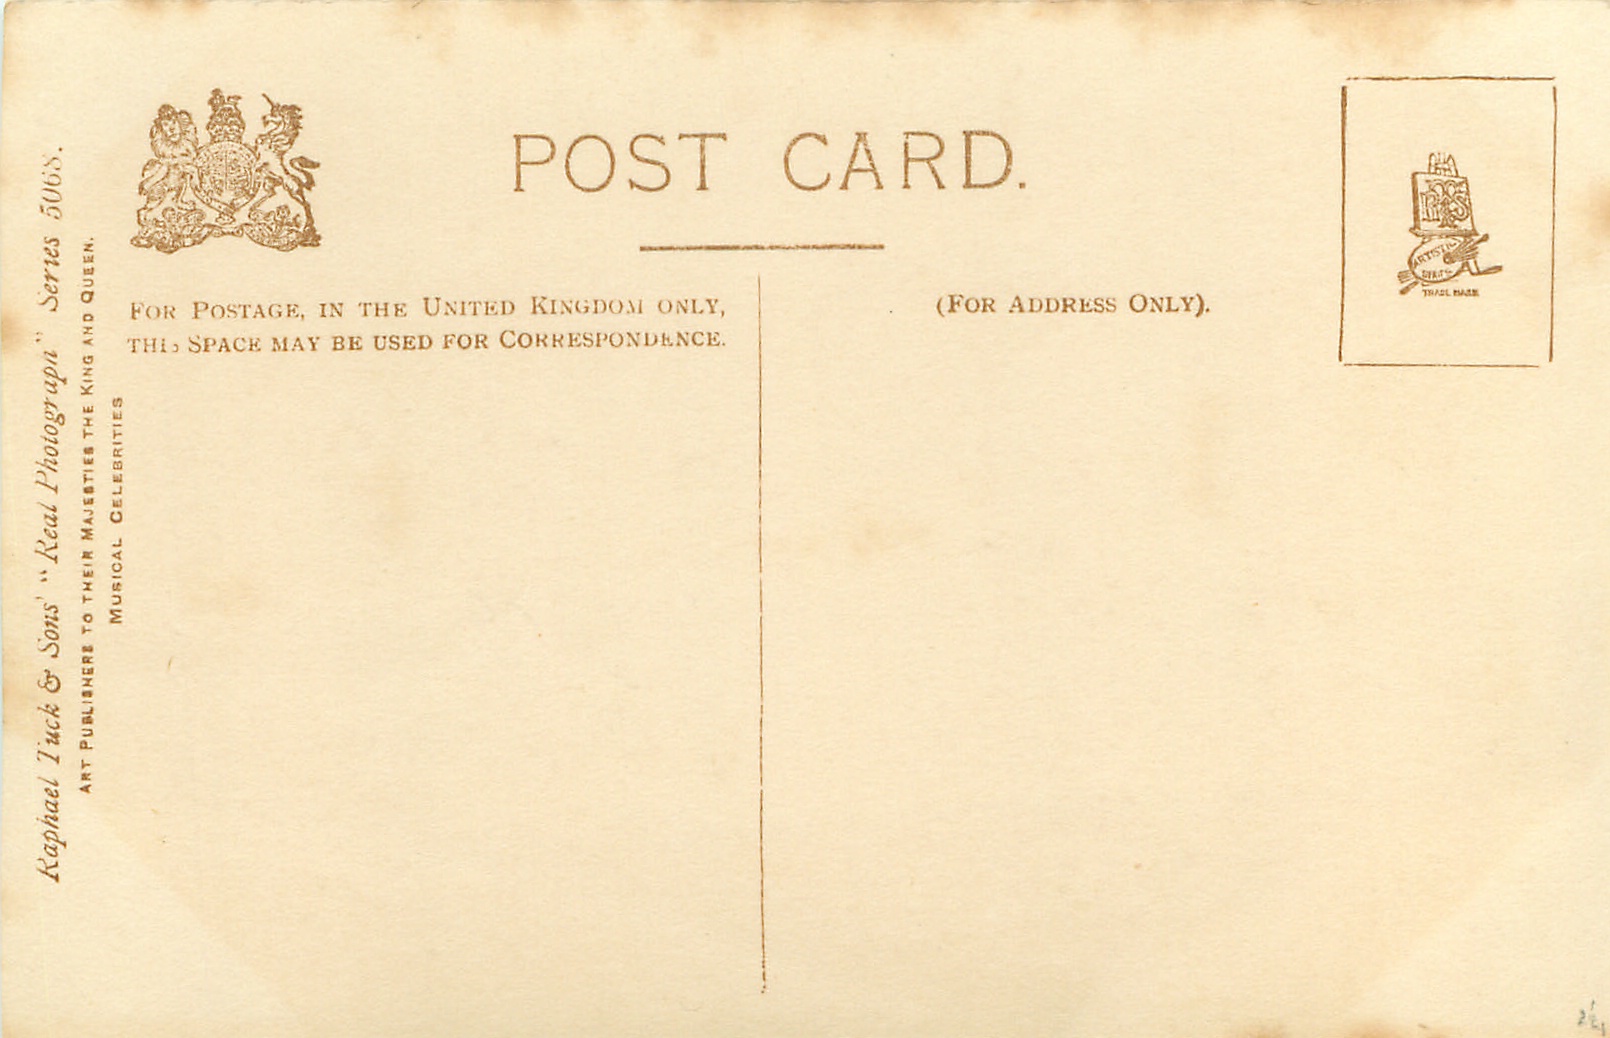 POST CARD.
FOR POSTAGE, IN THE UNITED KINGDOM ONLY,
THIS SPACE MAY BE USED FOR CORRESPONDENCE.
(FOR ADDRESS ONLY).
ARTISTIC
SERIES
TRADE MARK
Raphael Tuck & Sons' "Real Photograph" Series 5068.
ART PUBLISHERS TO THEIR MAJESTIES THE KING AND QUEEN.
MUSICAL CELEBRITIES